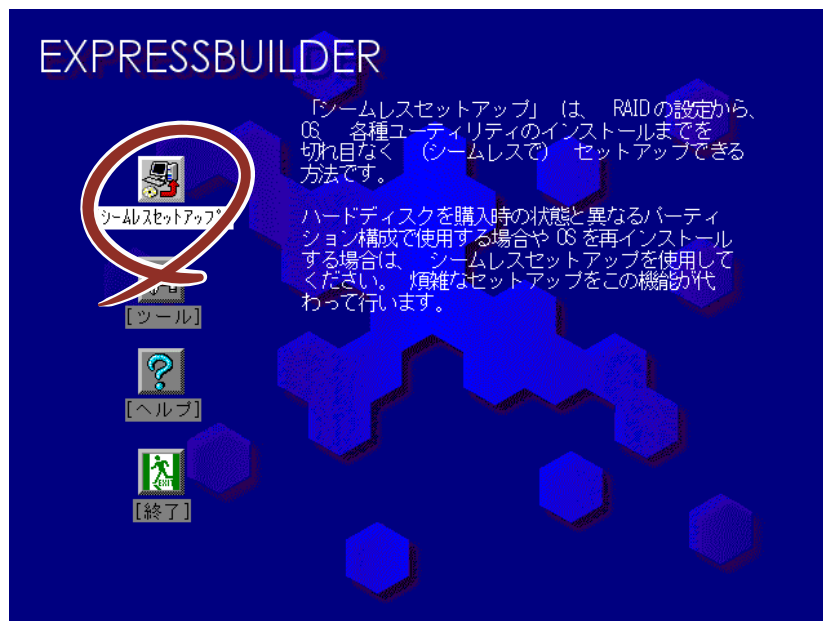 EXPRESSBUILDER
「シームレスセットアップ」 は、 RAIDの設定から、
OS、 各種ユーティリティのインストールまでを
切れ目なく （シームレスで） セットアップできる
方法です。
ハードディスクを購入時の状態と異なるパーティ
ション構成で使用する場合や OS を再インストール
する場合は、 シームレスセットアップを使用して
ください。 煩雑なセットアップをこの機能が代
わって行います。
シームレスセットアップ
[ツール]
[ヘルプ]
EXIT
[終了]